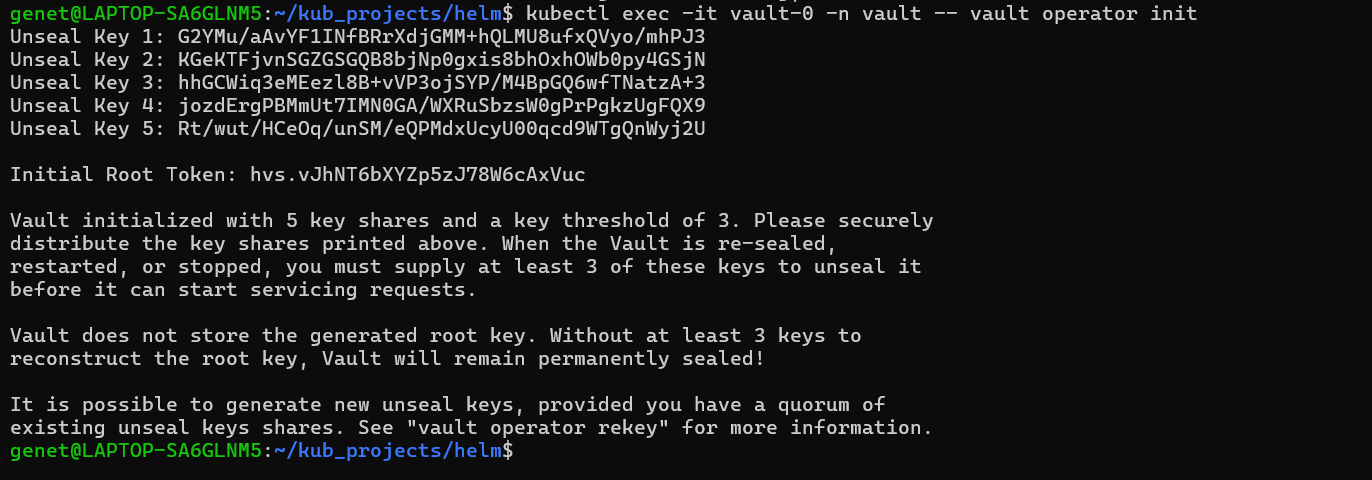 genet@LAPTOP-SA6GLNM5:~/kub_projects/helm$ kubectl exec -it vault-0 -n vault -- vault operator init
Unseal Key 1: G2YMu/aAvYF1INfBRrXdjGMM+hQLMU8ufxQVyo/mhPJ3
Unseal Key 2: KGeKTFjvnSGZGSGQB8bjNp0gxis8bhOxhOWb0py4GSjN
Unseal Key 3: hhGCWiq3eMEezl8B+vVP3ojSYP/M4BpGQ6wfTNatzA+3
Unseal Key 4: jozdErgPBMmUt7IMN0GA/WXRuSbzsW0gPrPgkzUgFQX9
Unseal Key 5: Rt/wut/HCeOq/unSM/eQPMdxUcyU00qcd9WTgQnWyj2U
Initial Root Token: hvs.vJhNT6bXYZp5zJ78W6cAxVuc
Vault initialized with 5 key shares and a key threshold of 3. Please securely
distribute the key shares printed above. When the Vault is re-sealed,
restarted, or stopped, you must supply at least 3 of these keys to unseal it
before it can start servicing requests.
Vault does not store the generated root key. Without at least 3 keys to
reconstruct the root key, Vault will remain permanently sealed!
It is possible to generate new unseal keys, provided you have a quorum of
existing unseal keys shares. See "vault operator rekey" for more information.
genet@LAPTOP-SA6GLNM5:~/kub_projects/helm$